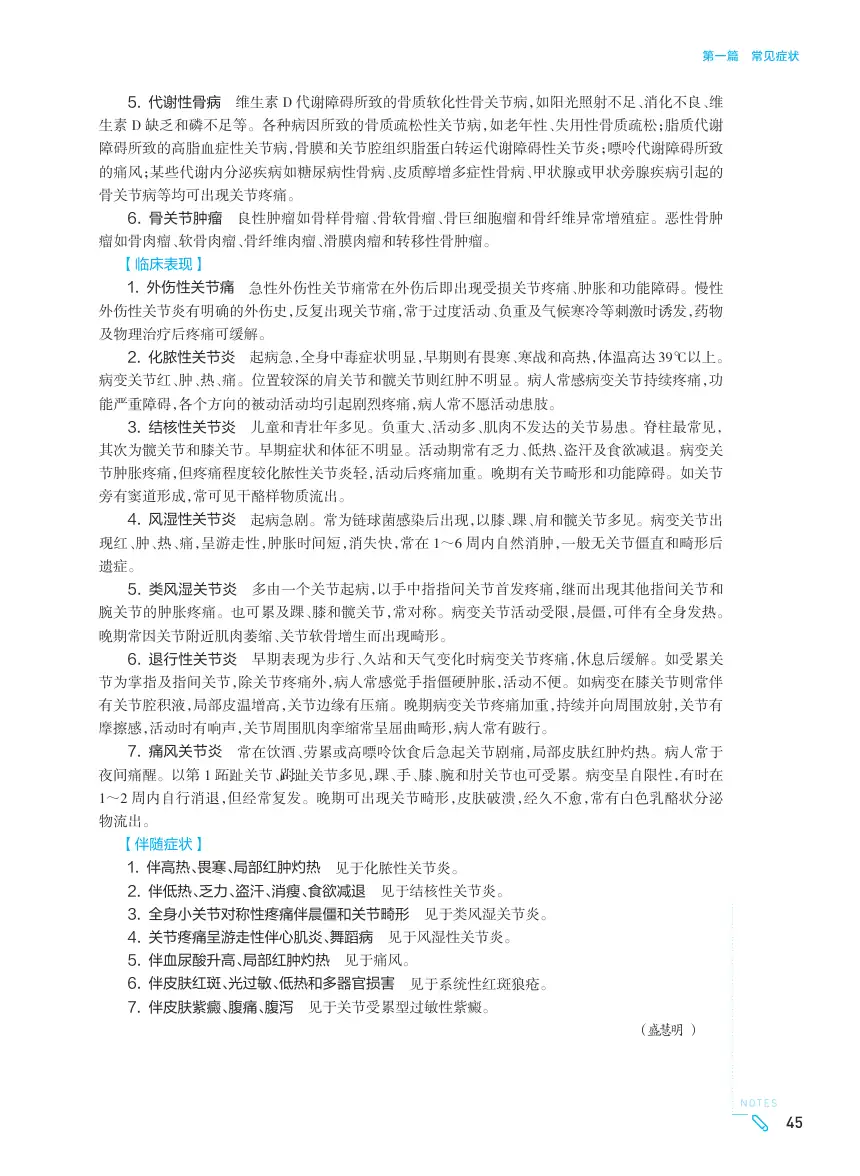 第一篇 常见症状
5. 代谢性骨病 维生素 D 代谢障碍所致的骨质软化性骨关节病,如阳光照射不足、消化不良、维
生素 D 缺乏和磷不足等。各种病因所致的骨质疏松性关节病,如老年性、失用性骨质疏松;脂质代谢
障碍所致的高脂血症性关节病,骨膜和关节腔组织脂蛋白转运代谢障碍性关节炎;嘌呤代谢障碍所致
的痛风;某些代谢内分泌疾病如糖尿病性骨病、皮质醇增多症性骨病、甲状腺或甲状旁腺疾病引起的
骨关节病等均可出现关节疼痛。
6. 骨关节肿瘤 良性肿瘤如骨样骨瘤、骨软骨瘤、骨巨细胞瘤和骨纤维异常增殖症。恶性骨肿
瘤如骨肉瘤、软骨肉瘤、骨纤维肉瘤、滑膜肉瘤和转移性骨肿瘤。
【临床表现】
1. 外伤性关节痛 急性外伤性关节痛常在外伤后即出现受损关节疼痛、肿胀和功能障碍。慢性
外伤性关节炎有明确的外伤史,反复出现关节痛,常于过度活动、负重及气候寒冷等刺激时诱发,药物
及物理治疗后疼痛可缓解。
2. 化脓性关节炎 起病急,全身中毒症状明显,早期则有畏寒、寒战和高热,体温高达 39℃以上。
病变关节红、肿、热、痛。位置较深的肩关节和髋关节则红肿不明显。病人常感病变关节持续疼痛,功
能严重障碍,各个方向的被动活动均引起剧烈疼痛,病人常不愿活动患肢。
3. 结核性关节炎 儿童和青壮年多见。负重大、活动多、肌肉不发达的关节易患。脊柱最常见,
其次为髋关节和膝关节。早期症状和体征不明显。活动期常有乏力、低热、盗汗及食欲减退。病变关
节肿胀疼痛,但疼痛程度较化脓性关节炎轻,活动后疼痛加重。晚期有关节畸形和功能障碍。如关节
旁有窦道形成,常可见干酪样物质流出。
4. 风湿性关节炎 起病急剧。常为链球菌感染后出现,以膝、踝、肩和髋关节多见。病变关节出
现红、肿、热、痛,呈游走性,肿胀时间短,消失快,常在 1～6 周内自然消肿,一般无关节僵直和畸形后
遗症。
5. 类风湿关节炎 多由一个关节起病,以手中指指间关节首发疼痛,继而出现其他指间关节和
腕关节的肿胀疼痛。也可累及踝、膝和髋关节,常对称。病变关节活动受限,晨僵,可伴有全身发热。
晚期常因关节附近肌肉萎缩、关节软骨增生而出现畸形。
6. 退行性关节炎 早期表现为步行、久站和天气变化时病变关节疼痛,休息后缓解。如受累关
节为掌指及指间关节,除关节疼痛外,病人常感觉手指僵硬肿胀,活动不便。如病变在膝关节则常伴
有关节腔积液,局部皮温增高,关节边缘有压痛。晚期病变关节疼痛加重,持续并向周围放射,关节有
摩擦感,活动时有响声,关节周围肌肉挛缩常呈屈曲畸形,病人常有跛行。
7. 痛风关节炎 常在饮酒、劳累或高嘌呤饮食后急起关节剧痛,局部皮肤红肿灼热。病人常于
夜间痛醒。以第 1 跖趾关节、趾关节多见,踝、手、膝、腕和肘关节也可受累。病变呈自限性,有时在
1～2 周内自行消退,但经常复发。晚期可出现关节畸形,皮肤破溃,经久不愈,常有白色乳酪状分泌
物流出。
【伴随症状】
1. 伴高热、畏寒、局部红肿灼热 见于化脓性关节炎。
2. 伴低热、乏力、盗汗、消瘦、食欲减退 见于结核性关节炎。
3. 全身小关节对称性疼痛伴晨僵和关节畸形 见于类风湿关节炎。
4. 关节疼痛呈游走性伴心肌炎、舞蹈病 见于风湿性关节炎。
5. 伴血尿酸升高、局部红肿灼热 见于痛风。
6. 伴皮肤红斑、光过敏、低热和多器官损害 见于系统性红斑狼疮。
7. 伴皮肤紫癜、腹痛、腹泻 见于关节受累型过敏性紫癜。
（盛慧明 ）
NOTES
45